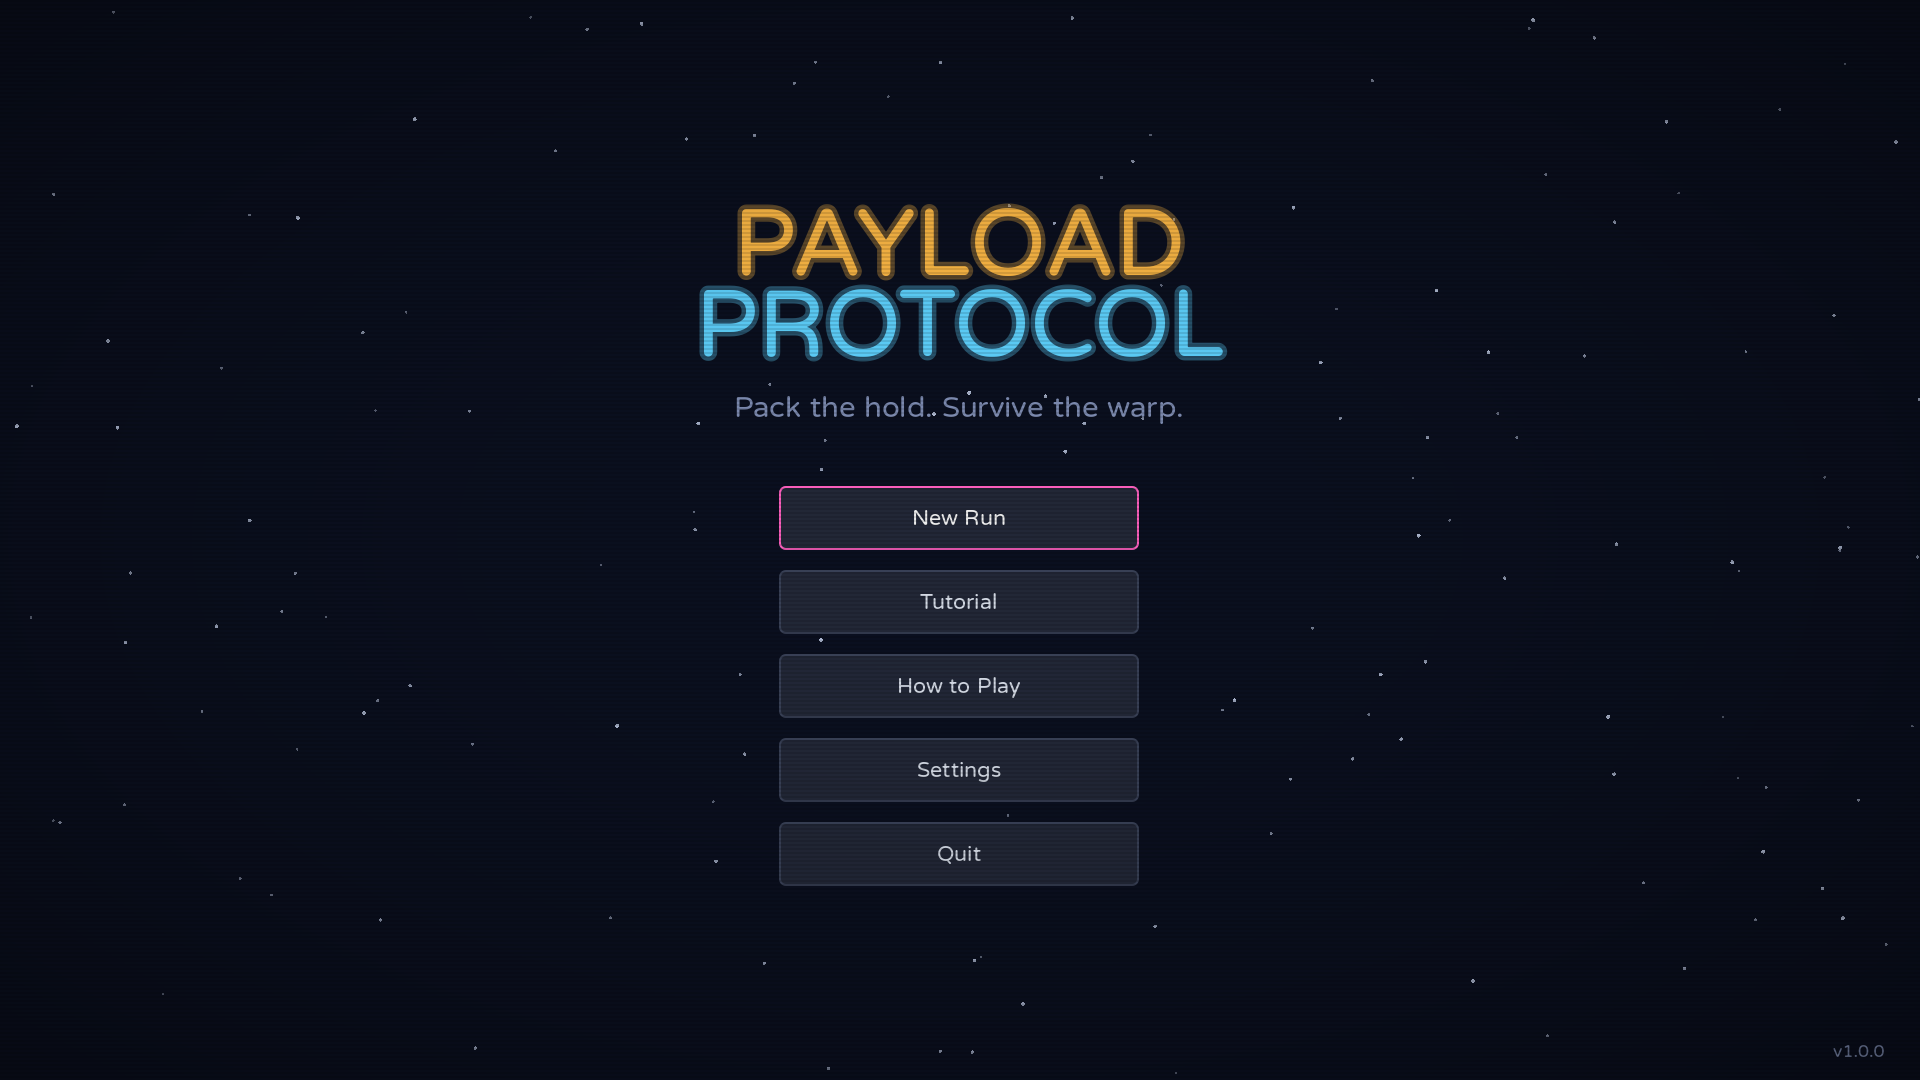 PAYLOAD
PROTOCOL
Pack the hold. Survive the warp.
New Run
Tutorial
How to Play
Settings
Quit
v1.0.0